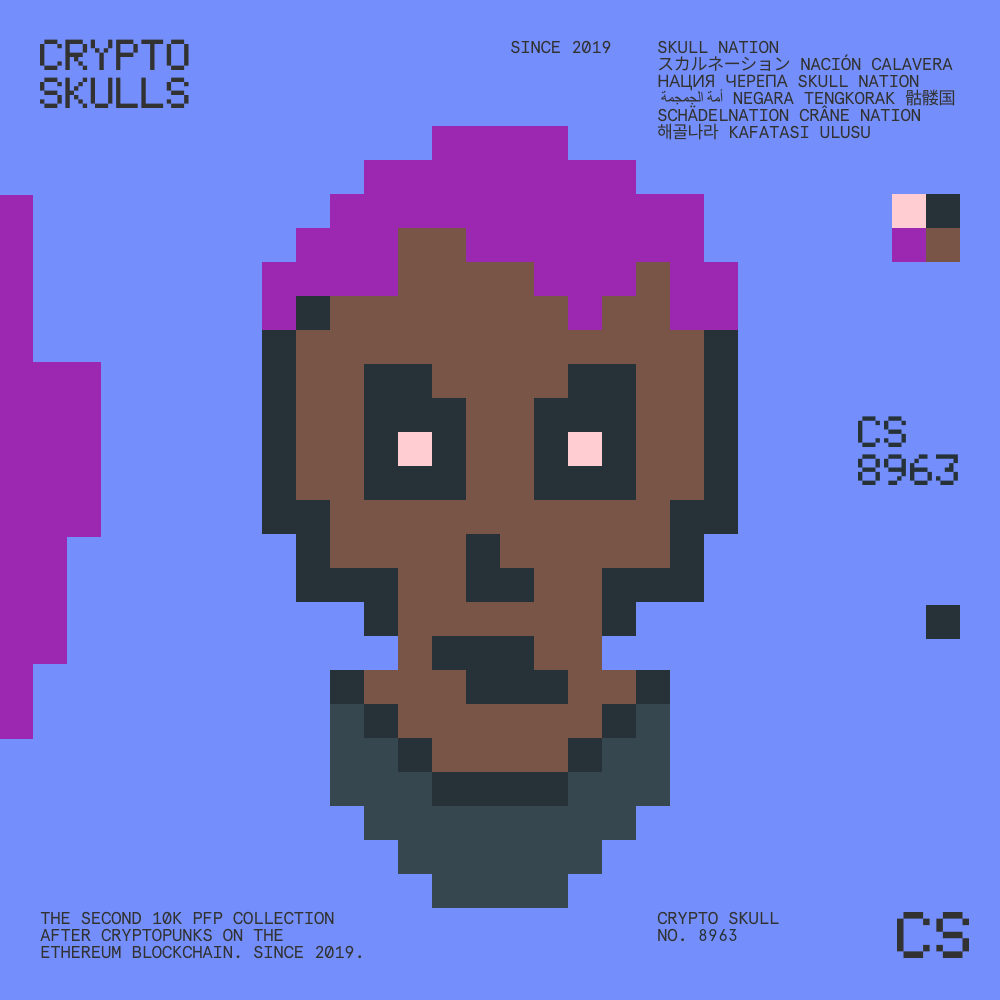 CRYPTO
SKULLS
SINCE 2019
SKULL NATION
スカルネーション NACIÓN CALAVERA
НАЦИЯ ЧЕРЕПА SKULL NATION
أمة الجمجمة NEGARA TENGKORAK 骷髅国
SCHÄDELNATION CRÂNE NATION
해골나라 KAFATASI ULUSU
CS
8963
THE SECOND 10K PFP COLLECTION
AFTER CRYPTOPUNKS ON THE
ETHEREUM BLOCKCHAIN. SINCE 2019.
CRYPTO SKULL
NO. 8963
CS